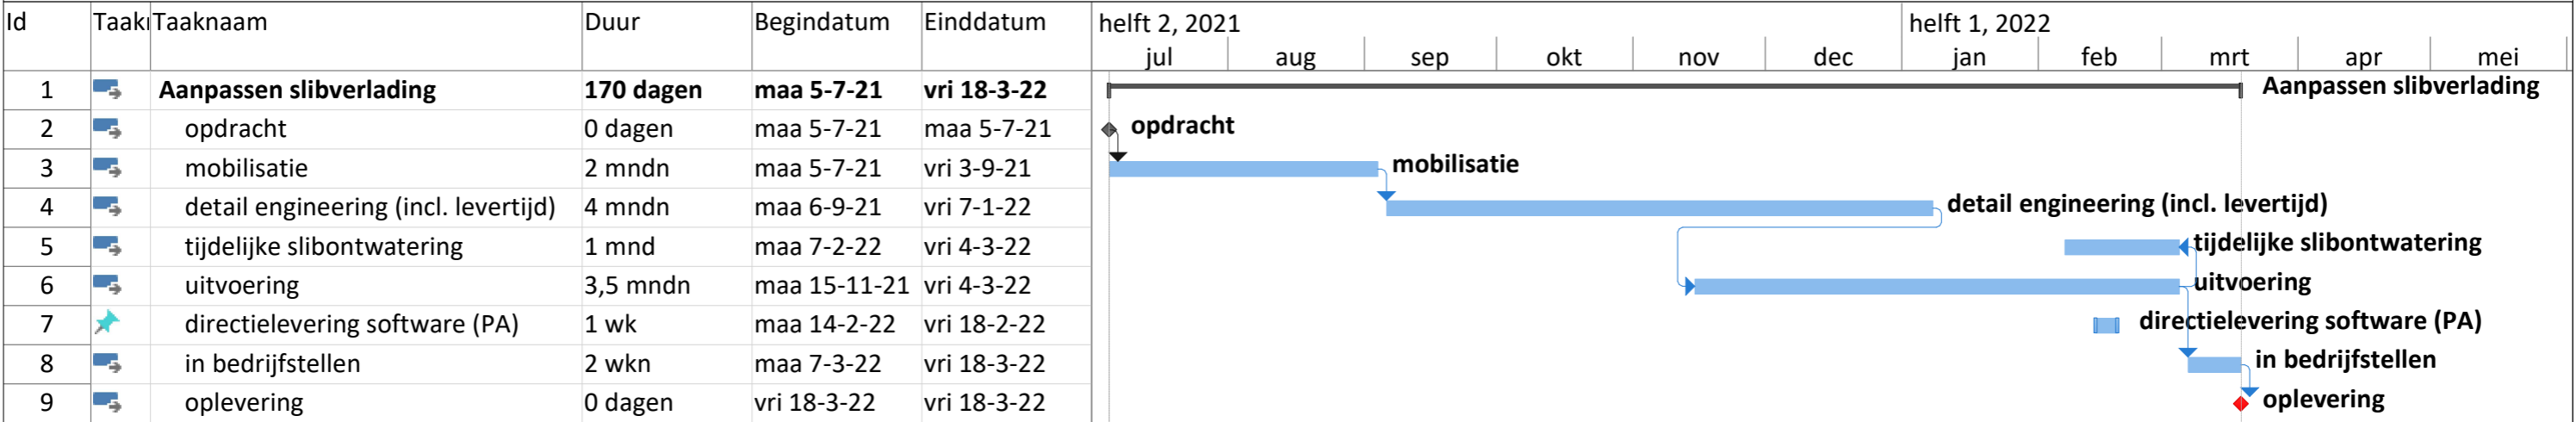 Id Taakı Taaknaam Duur Begindatum Einddatum helft 2, 2021 helft 1, 2022
jul aug sep okt nov dec jan feb mrt apr mei
1 Aanpassen slibverlading 170 dagen maa 5-7-21 vri 18-3-22 Aanpassen slibverlading
2 opdracht 0 dagen maa 5-7-21 maa 5-7-21 opdracht
3 mobilisatie 2 mndn maa 5-7-21 vri 3-9-21 mobilisatie
4 detail engineering (incl. levertijd) 4 mndn maa 6-9-21 vri 7-1-22 detail engineering (incl. levertijd)
5 tijdelijke slibontwatering 1 mnd maa 7-2-22 vri 4-3-22 tijdelijke slibontwatering
6 uitvoering 3,5 mndn maa 15-11-21 vri 4-3-22 uitvoering
7 directielevering software (PA) 1 wk maa 14-2-22 vri 18-2-22 directielevering software (PA)
8 in bedrijfstellen 2 wkn maa 7-3-22 vri 18-3-22 in bedrijfstellen
9 oplevering 0 dagen vri 18-3-22 vri 18-3-22 oplevering